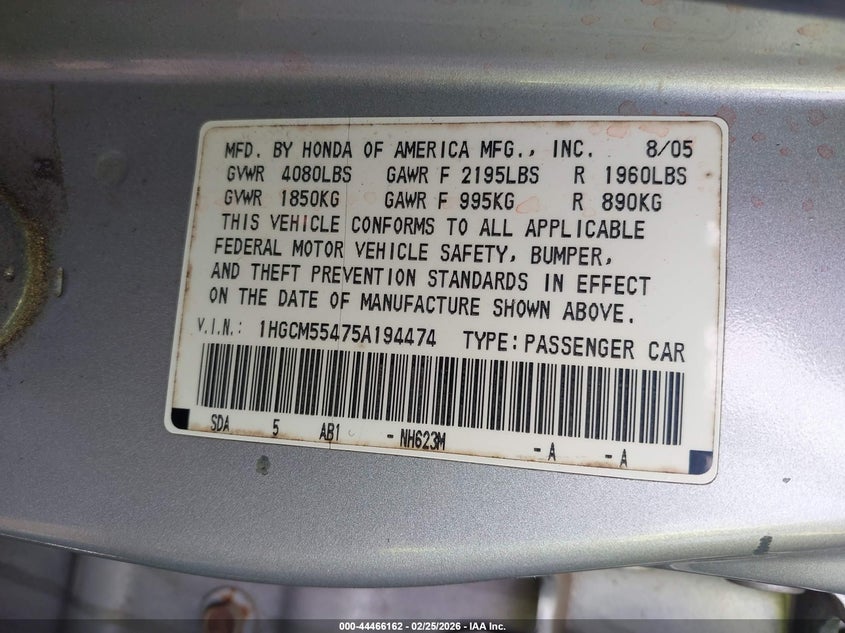 MFD. BY HONDA OF AMERICA MFG., INC. 8/05
GVWR 4080LBS GAWR F 2195LBS R 1960LBS
GVWR 1850KG GAWR F 995KG R 890KG
THIS VEHICLE CONFORMS TO ALL APPLICABLE
FEDERAL MOTOR VEHICLE SAFETY, BUMPER,
AND THEFT PREVENTION STANDARDS IN EFFECT
ON THE DATE OF MANUFACTURE SHOWN ABOVE.
V.I.N.: 1HGCM55475A194474 TYPE: PASSENGER CAR
SDA 5 AB1 - NH623M - A - A
000-44466162 - 02/25/2026 - IAA Inc.